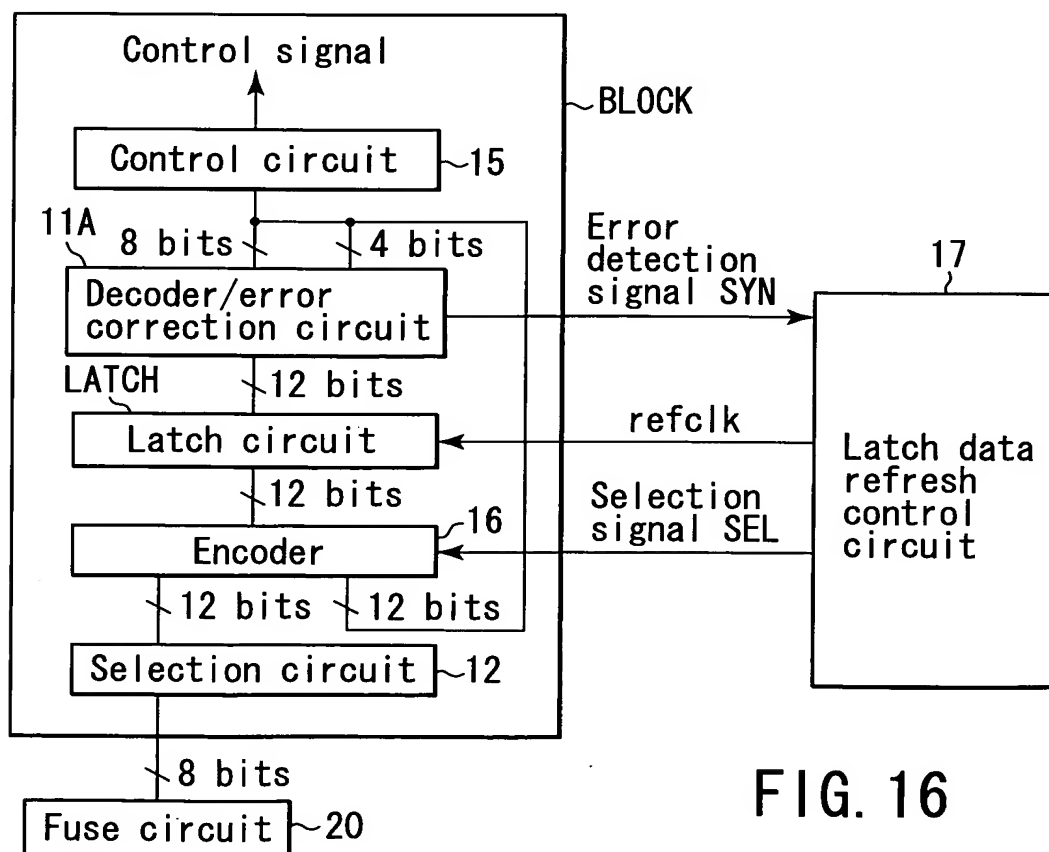 Control signal
BLOCK
Control circuit
15
11A
8 bits
4 bits
Error
detection
signal SYN
17
Decoder/error
correction circuit
LATCH
12 bits
Latch circuit
refclk
Latch data
refresh
control
circuit
12 bits
Selection
signal SEL
16
Encoder
12 bits
12 bits
Selection circuit
12
8 bits
Fuse circuit
20
FIG. 16